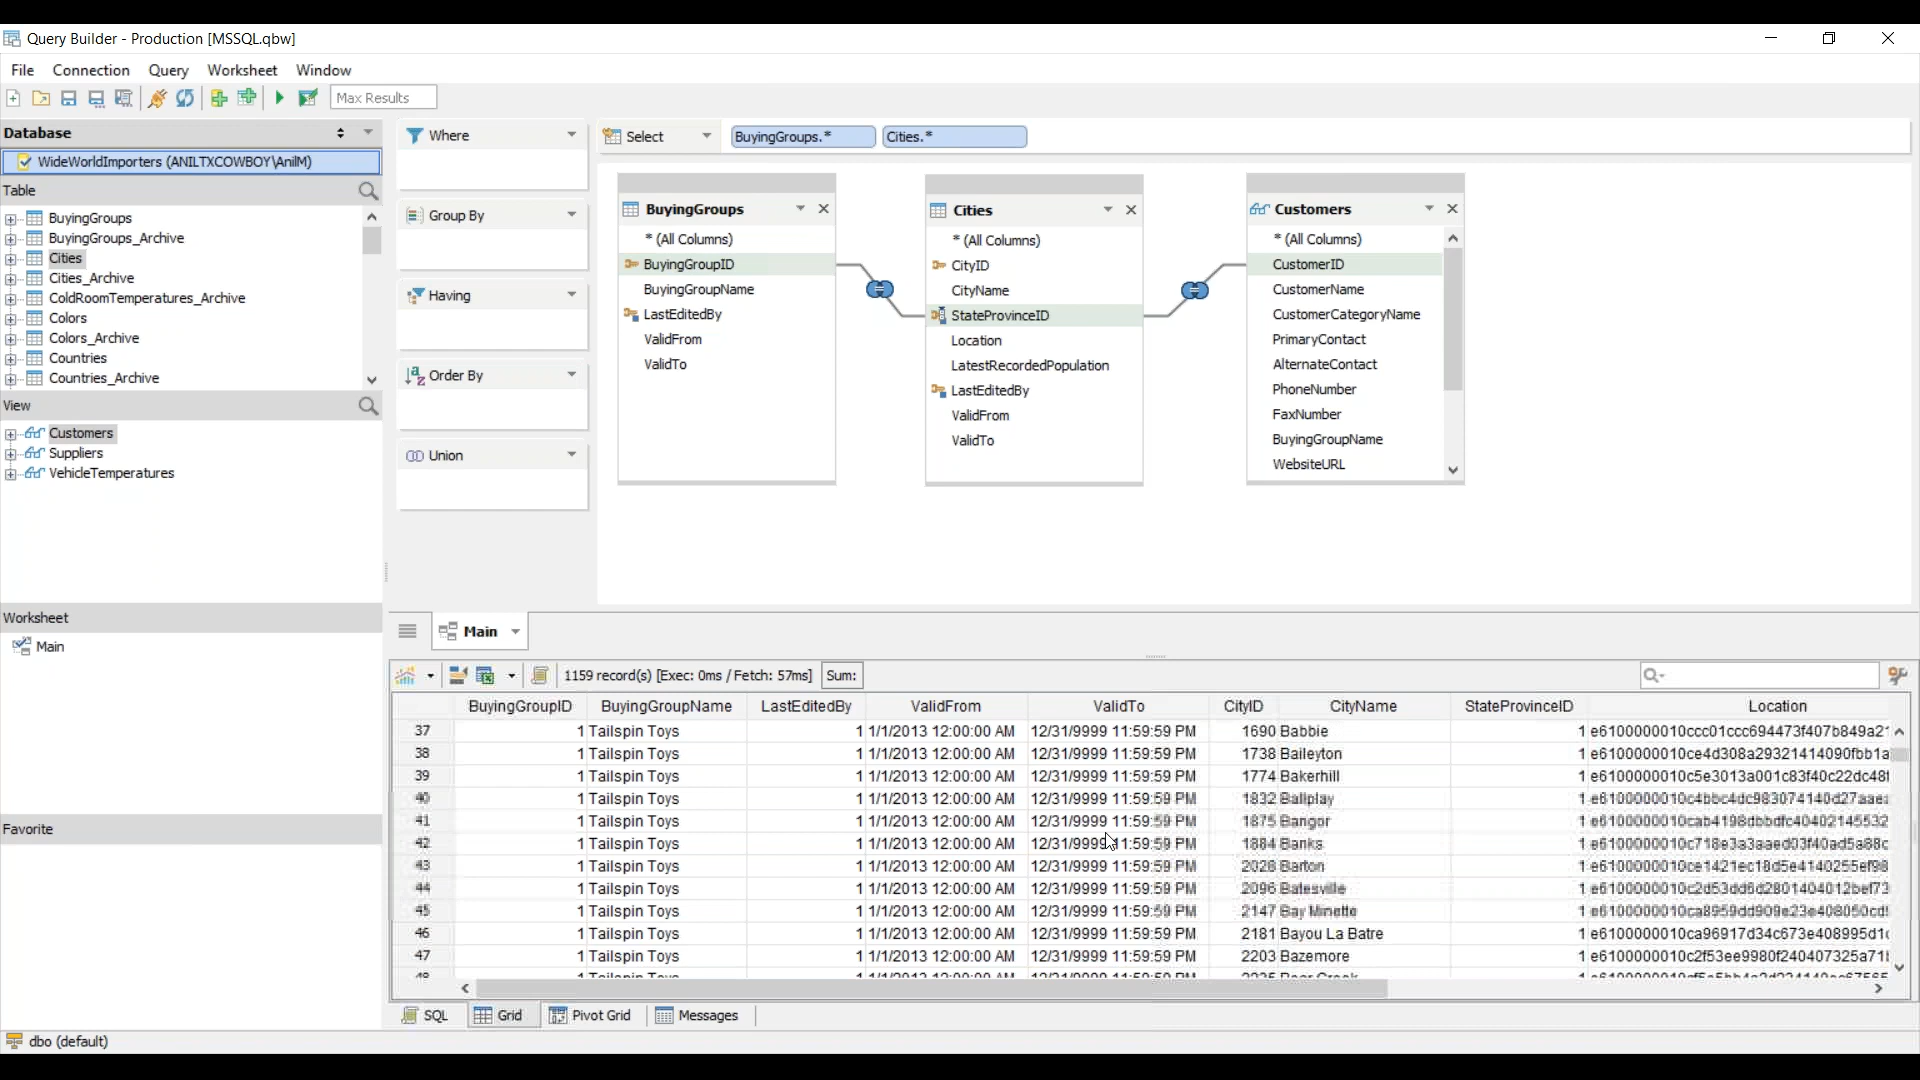 Query Builder - Production [MSSQL.qbw]
File Connection Query Worksheet Window
Max Results
Database
WideWorldImporters (ANILTXCOWBOY\AnilM)
Table
BuyingGroups
BuyingGroups_Archive
Cities
Cities_Archive
ColdRoomTemperatures_Archive
Colors
Colors_Archive
Countries
Countries_Archive
View
Customers
Suppliers
VehicleTemperatures
Worksheet
Main
Favorite
Where
Group By
Having
Order By
Union
Select BuyingGroups.* Cities.*
BuyingGroups
* (All Columns)
BuyingGroupID
BuyingGroupName
LastEditedBy
ValidFrom
ValidTo
Cities
* (All Columns)
CityID
CityName
StateProvinceID
Location
LatestRecordedPopulation
LastEditedBy
ValidFrom
ValidTo
Customers
* (All Columns)
CustomerID
CustomerName
CustomerCategoryName
PrimaryContact
AlternateContact
PhoneNumber
FaxNumber
BuyingGroupName
WebsiteURL
Main
1159 record(s) [Exec: 0ms / Fetch: 57ms] Sum:
BuyingGroupID BuyingGroupName LastEditedBy ValidFrom ValidTo CityID CityName StateProvinceID Location
37 1 Tailspin Toys 1 1/1/2013 12:00:00 AM 12/31/9999 11:59:59 PM 1690 Babbie 1
38 1 Tailspin Toys 1 1/1/2013 12:00:00 AM 12/31/9999 11:59:59 PM 1738 Baileyton 1
39 1 Tailspin Toys 1 1/1/2013 12:00:00 AM 12/31/9999 11:59:59 PM 1774 Bakerhill 1
40 1 Tailspin Toys 1 1/1/2013 12:00:00 AM 12/31/9999 11:59:59 PM 1832 Ballplay 1
41 1 Tailspin Toys 1 1/1/2013 12:00:00 AM 12/31/9999 11:59:59 PM 1875 Bangor 1
42 1 Tailspin Toys 1 1/1/2013 12:00:00 AM 12/31/9999 11:59:59 PM 1884 Banks 1
43 1 Tailspin Toys 1 1/1/2013 12:00:00 AM 12/31/9999 11:59:59 PM 2028 Barton 1
44 1 Tailspin Toys 1 1/1/2013 12:00:00 AM 12/31/9999 11:59:59 PM 2096 Batesville 1
45 1 Tailspin Toys 1 1/1/2013 12:00:00 AM 12/31/9999 11:59:59 PM 2147 Bay Minette 1
46 1 Tailspin Toys 1 1/1/2013 12:00:00 AM 12/31/9999 11:59:59 PM 2181 Bayou La Batre 1
47 1 Tailspin Toys 1 1/1/2013 12:00:00 AM 12/31/9999 11:59:59 PM 2203 Bazemore 1
SQL Grid Pivot Grid Messages
dbo (default)